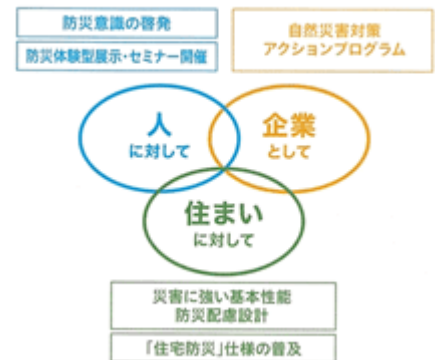 防災意識の啓発
防災体験型展示・セミナー開催
自然災害対策
アクションプログラム
人
に対して
企業
として
住まい
に対して
災害に強い基本性能
防災配慮設計
「住宅防災」仕様の普及